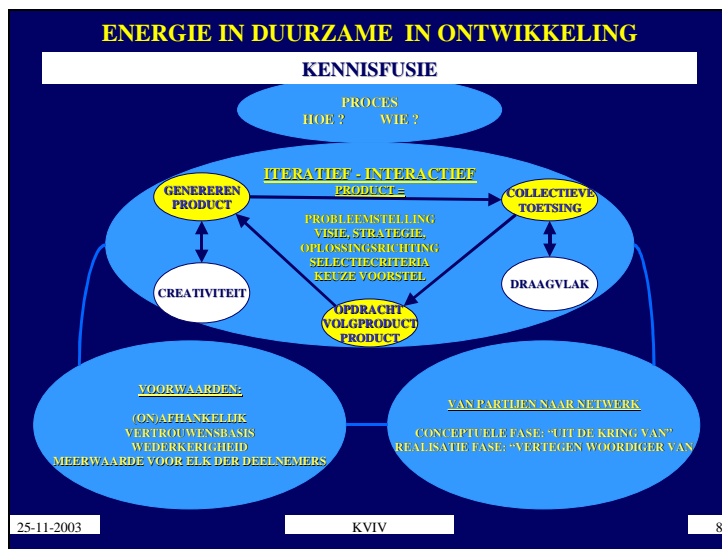 ENERGIE IN DUURZAME IN ONTWIKKELING
KENNISFUSIE
PROCES
HOE ? WIE ?
ITERATIEF - INTERACTIEF
PRODUCT =
PROBLEEMSTELLING
VISIE, STRATEGIE,
OPLOSSINGSRICHTING
SELECTIECRITERIA
KEUZE VOORSTEL
GENEREREN
PRODUCT
COLLECTIEVE
TOETSING
CREATIVITEIT
DRAAGVLAK
OPDRACHT
VOLGPRODUCT
PRODUCT
VOORWAARDEN:
(ON)AFHANKELIJK
VERTROUWENSBASIS
WEDERKERIGHEID
MEERWAARDE VOOR ELK DER DEELNEMERS
VAN PARTIJEN NAAR NETWERK
CONCEPTUELE FASE: “UIT DE KRING VAN”
REALISATIE FASE: “VERTEGEN WOORDIGER VAN
25-11-2003
KVIV
8